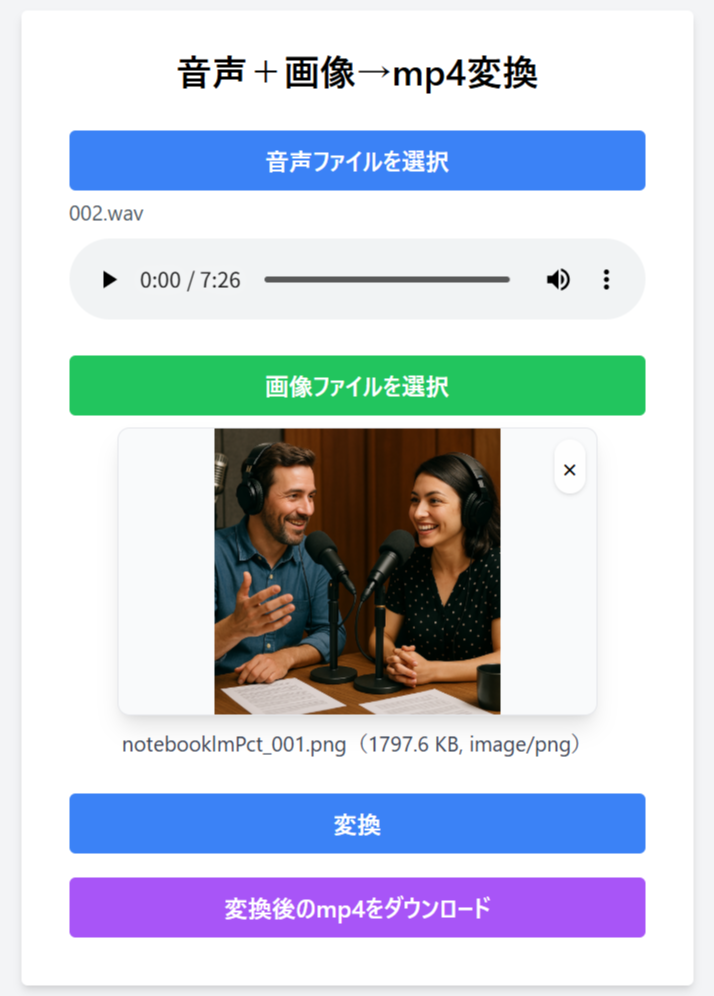 音声＋画像→mp4変換
音声ファイルを選択
002.wav
0:00 / 7:26
画像ファイルを選択
×
notebooklmPct_001.png（1797.6 KB, image/png）
変換
変換後のmp4をダウンロード